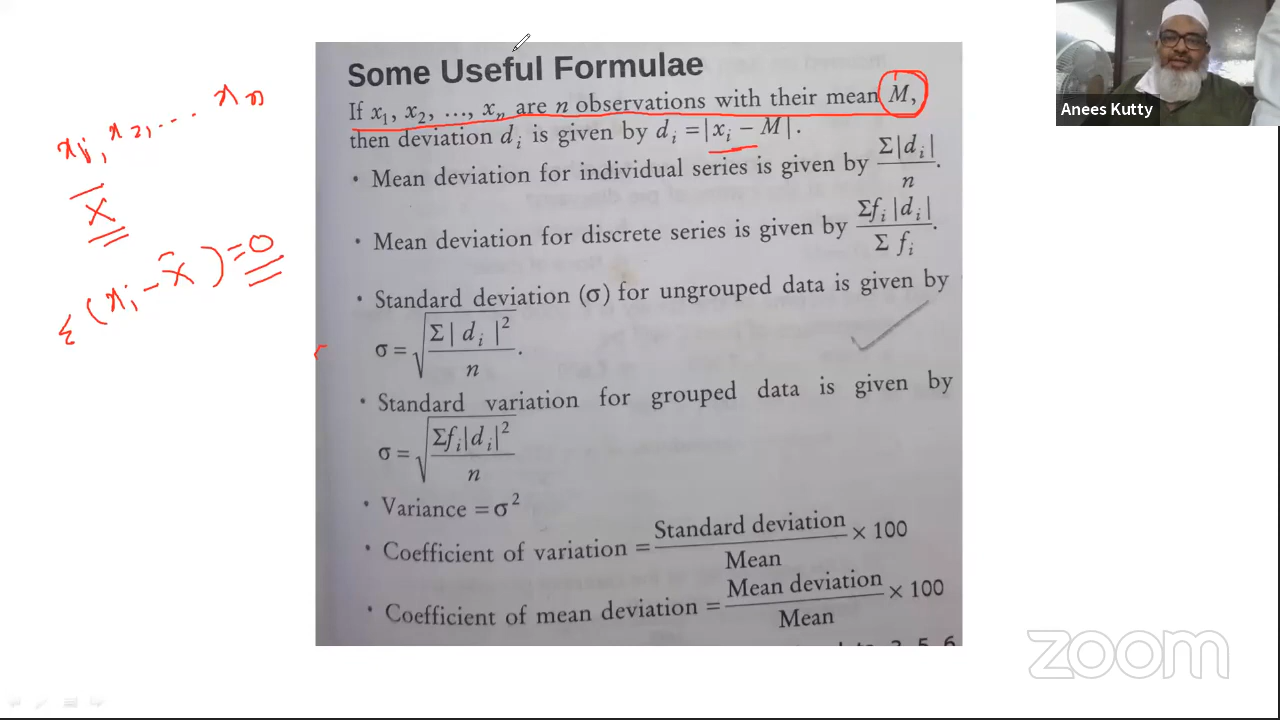 x₁, x₂, ... xₙ
x̄
Σ(xᵢ - x̄) = 0
Some Useful Formulae
If x₁, x₂, ..., xₙ are n observations with their mean M,
then deviation dᵢ is given by dᵢ = |xᵢ − M|.
• Mean deviation for individual series is given by Σ|dᵢ| / n.
• Mean deviation for discrete series is given by Σfᵢ|dᵢ| / Σ fᵢ.
• Standard deviation (σ) for ungrouped data is given by
σ = √(Σ|dᵢ|² / n).
• Standard variation for grouped data is given by
σ = √(Σfᵢ|dᵢ|² / n)
• Variance = σ²
• Coefficient of variation = Standard deviation / Mean × 100
• Coefficient of mean deviation = Mean deviation / Mean × 100
Anees Kutty
zoom